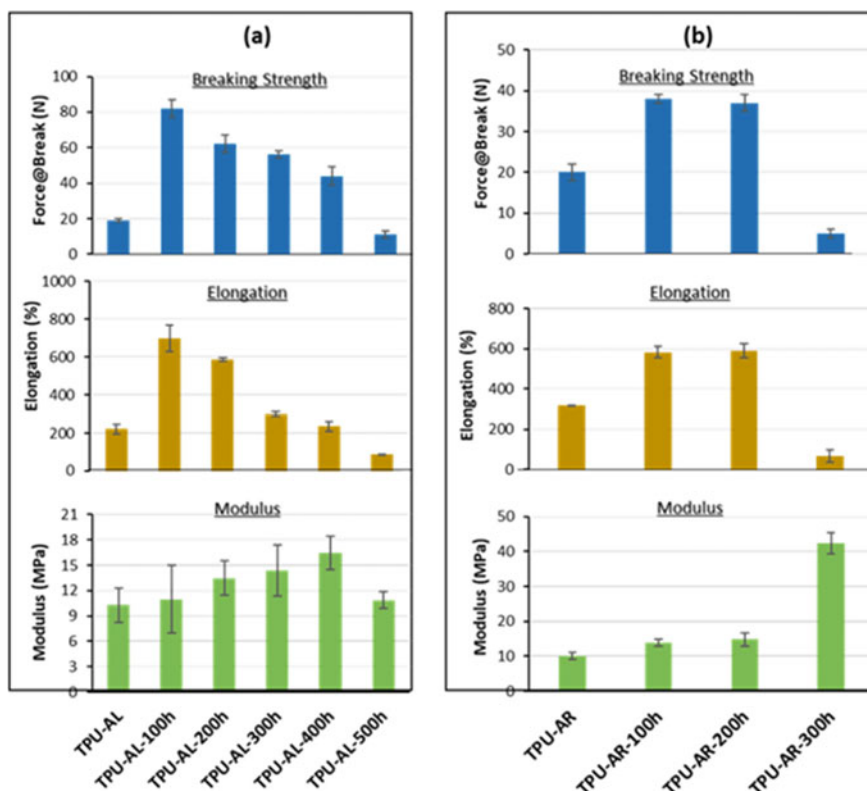 (a)
Breaking Strength
Force@Break (N)
100
80
60
40
20
0
Elongation
Elongation (%)
1000
800
600
400
200
0
Modulus
Modulus (MPa)
21
18
15
12
9
6
3
0
TPU-AL
TPU-AL-100h
TPU-AL-200h
TPU-AL-300h
TPU-AL-400h
TPU-AL-500h
(b)
Breaking Strength
Force@Break (N)
50
40
30
20
10
0
Elongation
Elongation (%)
800
600
400
200
0
Modulus
Modulus (MPa)
50
40
30
20
10
0
TPU-AR
TPU-AR-100h
TPU-AR-200h
TPU-AR-300h